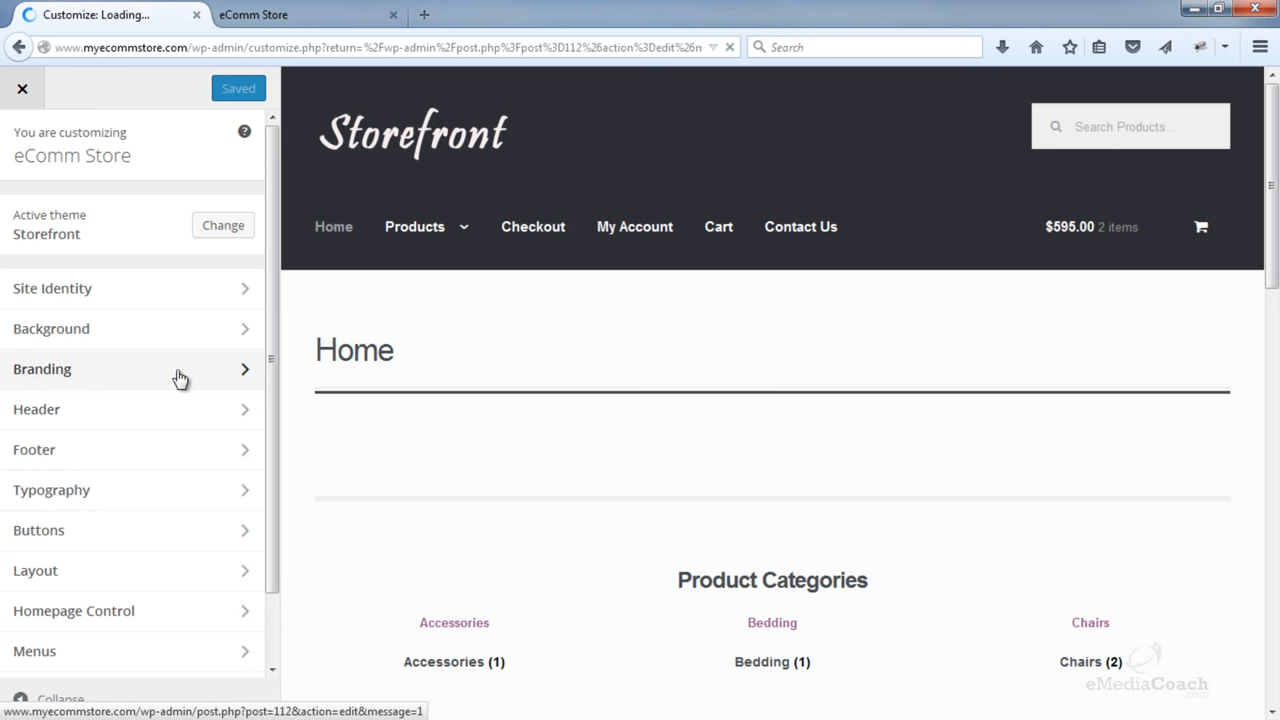 Customize: Loading...
eComm Store
www.myecommstore.com/wp-admin/customize.php?return=%2Fwp-admin%2Fpost.php%3Fpost%3D112%26action%3Dedit%26n
Search
Saved
You are customizing
eComm Store
Active theme
Storefront
Change
Site Identity
Background
Branding
Header
Footer
Typography
Buttons
Layout
Homepage Control
Menus
Collapse
www.myecommstore.com/wp-admin/post.php?post=112&action=edit&message=1
Storefront
Search Products...
Home Products Checkout My Account Cart Contact Us $595.00 2 items
Home
Product Categories
Accessories Bedding Chairs
Accessories (1) Bedding (1) Chairs (2)
eMediaCoach
.com